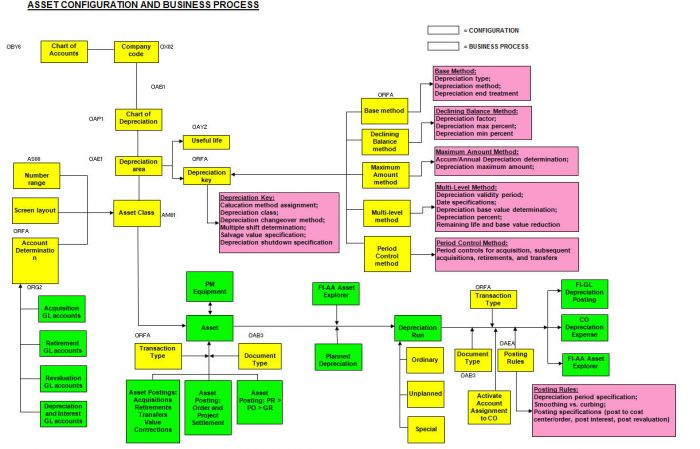 ASSET CONFIGURATION AND BUSINESS PROCESS
= CONFIGURATION
= BUSINESS PROCESS
OBY6
Chart of
Accounts
Company
code
OX02
OAB1
OAP1
Chart of
Depreciation
OAYZ
Useful life
OAE1
Depreciation
area
ORFA
Depreciation
key
AS08
Number
range
Screen layout
Asset Class
AM01
ORFA
Account
Determinatio
n
ORG2
Acquisition
GL accounts
Retirement
GL accounts
Revaluation
GL accounts
Depreciation
and Interest
GL accounts
Depreciation Key:
Calucation method assignment;
Depreciation class;
Depreciation changeover method;
Multiple shift determination;
Salvage value specification;
Depreciation shutdown specification
ORFA
Base method
Declining
Balance
method
Maximum
Amount
method
Multi-level
method
Period
Control
method
Base Method:
Depreciation type;
Depreciation method;
Depreciation end treatment
Declining Balance Method:
Depreciation factor;
Depreciation max percent;
Depreciation min percent
Maximum Amount Method:
Accum/Annual Depreciation determination;
Depreciation maximum amount;
Multi-Level Method:
Depreciation validity period;
Date specifications;
Depreciation base value determination;
Depreciation percent;
Remaining life and base value reduction
Period Control Method:
Period controls for acquisition, subsequent
acquisitions, retirements, and transfers
PM
Equipment
Asset
ORFA
Transaction
Type
OAB3
Document
Type
Asset Postings:
Acquisitions
Retirements
Transfers
Value
Corrections
Asset
Posting:
Order and
Project
Settlement
Asset
Posting: PR >
PO > GR
FI-AA Asset
Explorer
Planned
Depreciation
Depreciation
Run
Ordinary
Unplanned
Special
ORFA
Transaction
Type
Document
Type
OAB3
OAEA
Posting
Rules
Activate
Account
Assignment
to CO
FI-GL
Depreciation
Posting
CO
Depreciation
Expense
FI-AA Asset
Explorer
Posting Rules:
Depreciation period specification;
Smoothing vs. curbing;
Posting specifications (post to cost
center/order, post interest, post revaluation)